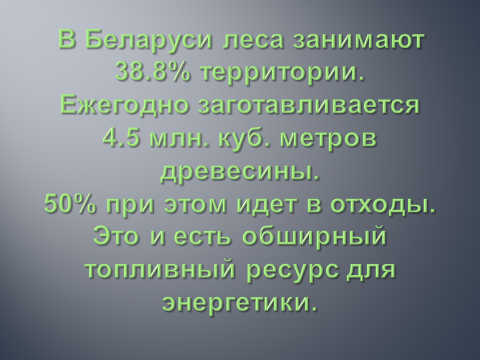 В Беларуси леса занимают
38.8% территории.
Ежегодно заготавливается
4.5 млн. куб. метров
древесины.
50% при этом идет в отходы.
Это и есть обширный
топливный ресурс для
энергетики.